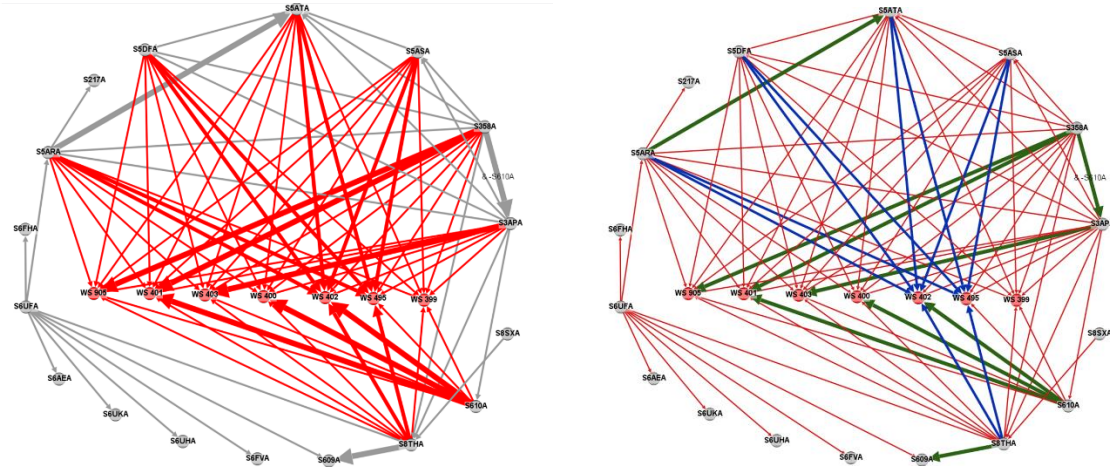 S5ATA
S5DFA
S5ASA
S217A
S358A
S5ARA
& -S610A
S3APA
S6FHA
WS 905
WS 401
WS 403
WS 400
WS 402
WS 495
WS 399
S6UFA
S8SXA
S6AEA
S610A
S6UKA
S6UHA
S8THA
S6FVA
S609A
S5ATA
S5DFA
S5ASA
S217A
S358A
S5ARA
& -S610A
S3APA
S6FHA
WS 905
WS 401
WS 403
WS 400
WS 402
WS 495
WS 399
S6UFA
S8SXA
S6AEA
S610A
S6UKA
S6UHA
S8THA
S6FVA
S609A